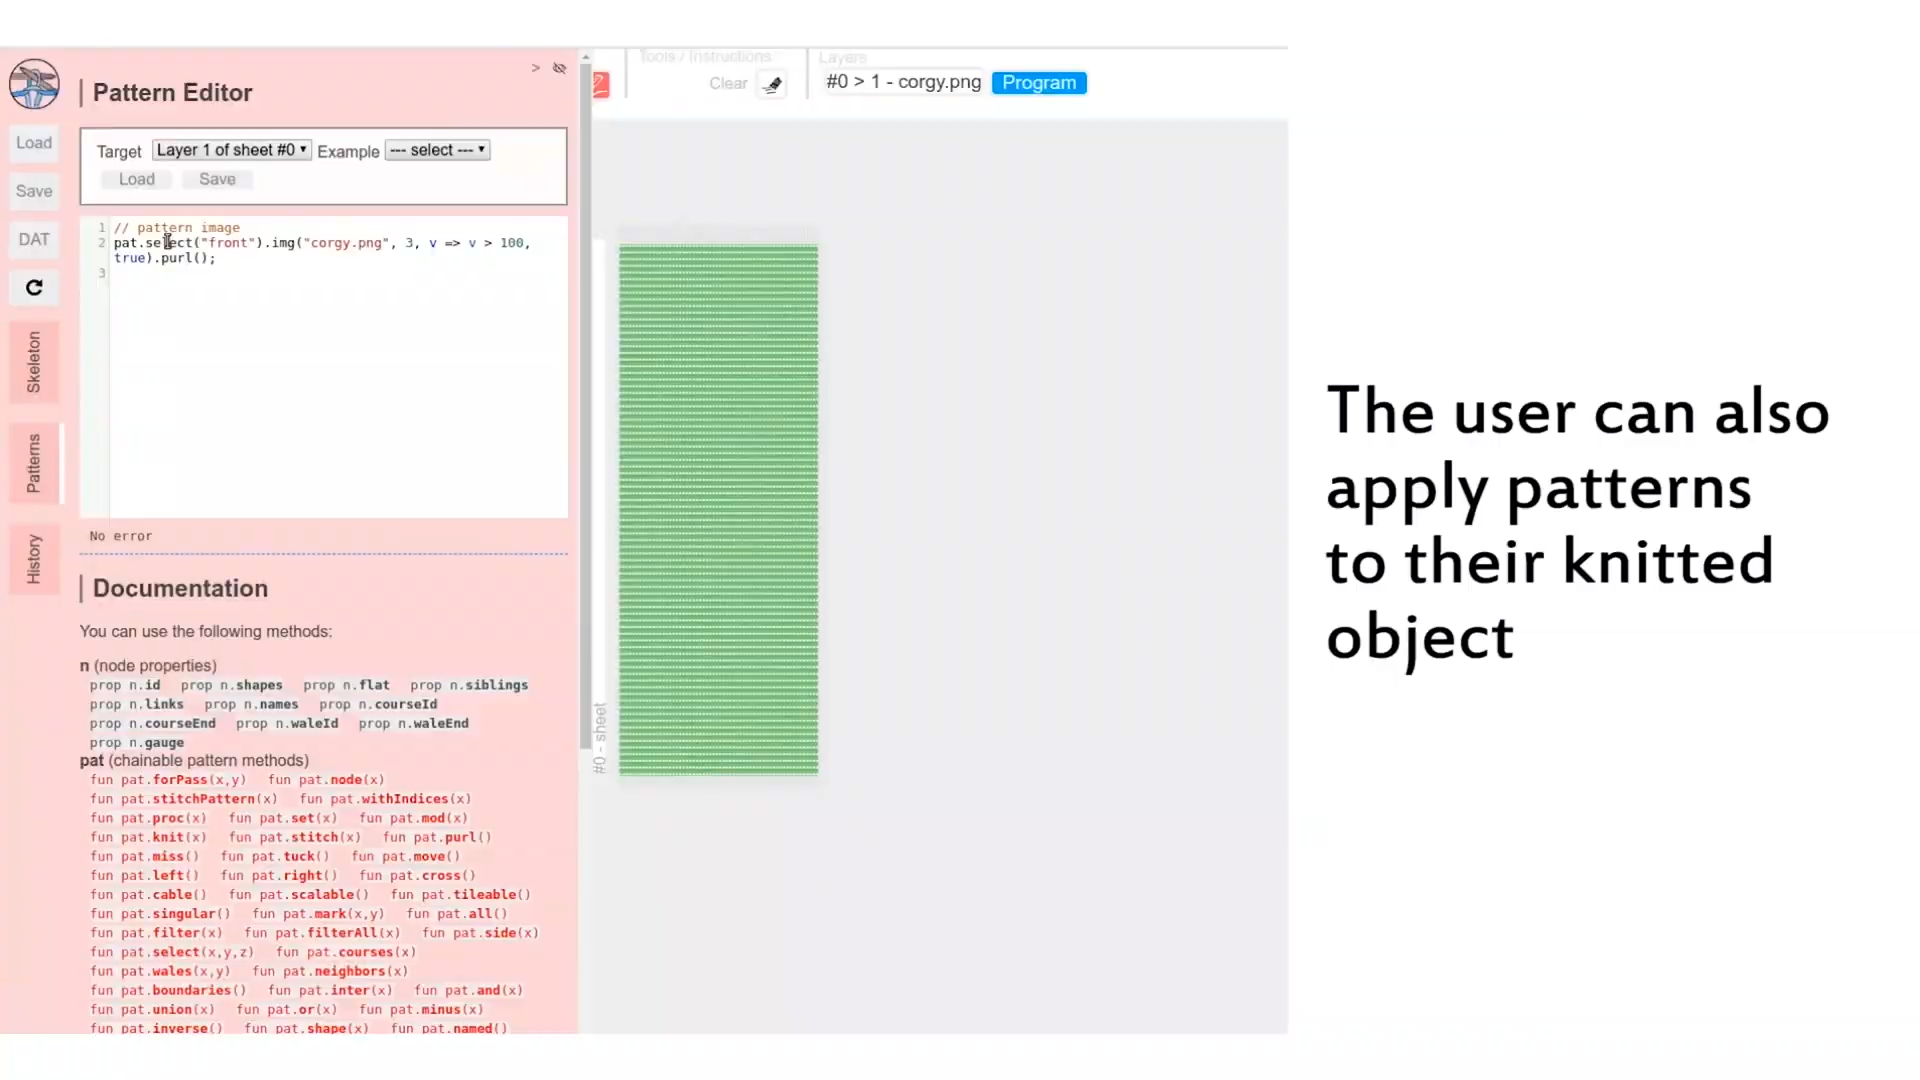 > 
Pattern Editor
Load
Save
DAT
Skeleton
Patterns
History
Target Layer 1 of sheet #0 Example --- select ---
Load Save
1 // pattern image
2 pat.select("front").img("corgy.png", 3, v => v > 100,
true).purl();
3
No error
Documentation
You can use the following methods:
n (node properties)
prop n.id prop n.shapes prop n.flat prop n.siblings
prop n.links prop n.names prop n.courseId
prop n.courseEnd prop n.waleId prop n.waleEnd
prop n.gauge
pat (chainable pattern methods)
fun pat.forPass(x,y) fun pat.node(x)
fun pat.stitchPattern(x) fun pat.withIndices(x)
fun pat.proc(x) fun pat.set(x) fun pat.mod(x)
fun pat.knit(x) fun pat.stitch(x) fun pat.purl()
fun pat.miss() fun pat.tuck() fun pat.move()
fun pat.left() fun pat.right() fun pat.cross()
fun pat.cable() fun pat.scalable() fun pat.tileable()
fun pat.singular() fun pat.mark(x,y) fun pat.all()
fun pat.filter(x) fun pat.filterAll(x) fun pat.side(x)
fun pat.select(x,y,z) fun pat.courses(x)
fun pat.wales(x,y) fun pat.neighbors(x)
fun pat.boundaries() fun pat.inter(x) fun pat.and(x)
fun pat.union(x) fun pat.or(x) fun pat.minus(x)
fun pat.inverse() fun pat.shape(x) fun pat.named()
Tools / Instructions
Clear
Layers
#0 > 1 - corgy.png Program
#0 - sheet
The user can also
apply patterns
to their knitted
object